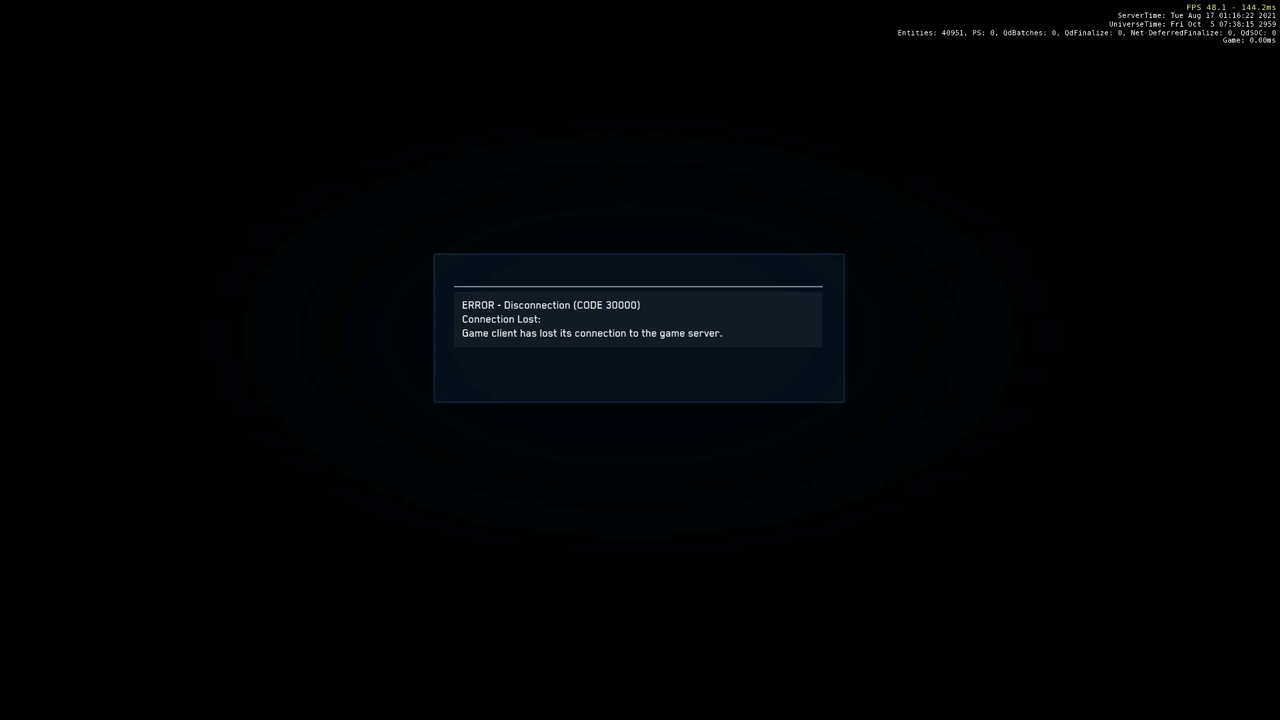 FPS 48.1 - 144.2ms
ServerTime: Tue Aug 17 01:16:22 2021
UniverseTime: Fri Oct  5 07:38:15 2959
Entities: 40951, PS: 0, QdBatches: 0, QdFinalize: 0, Net-DeferredFinalize: 0, QdSOC: 0
Game: 0.00ms
ERROR - Disconnection (CODE 30000)
Connection Lost:
Game client has lost its connection to the game server.